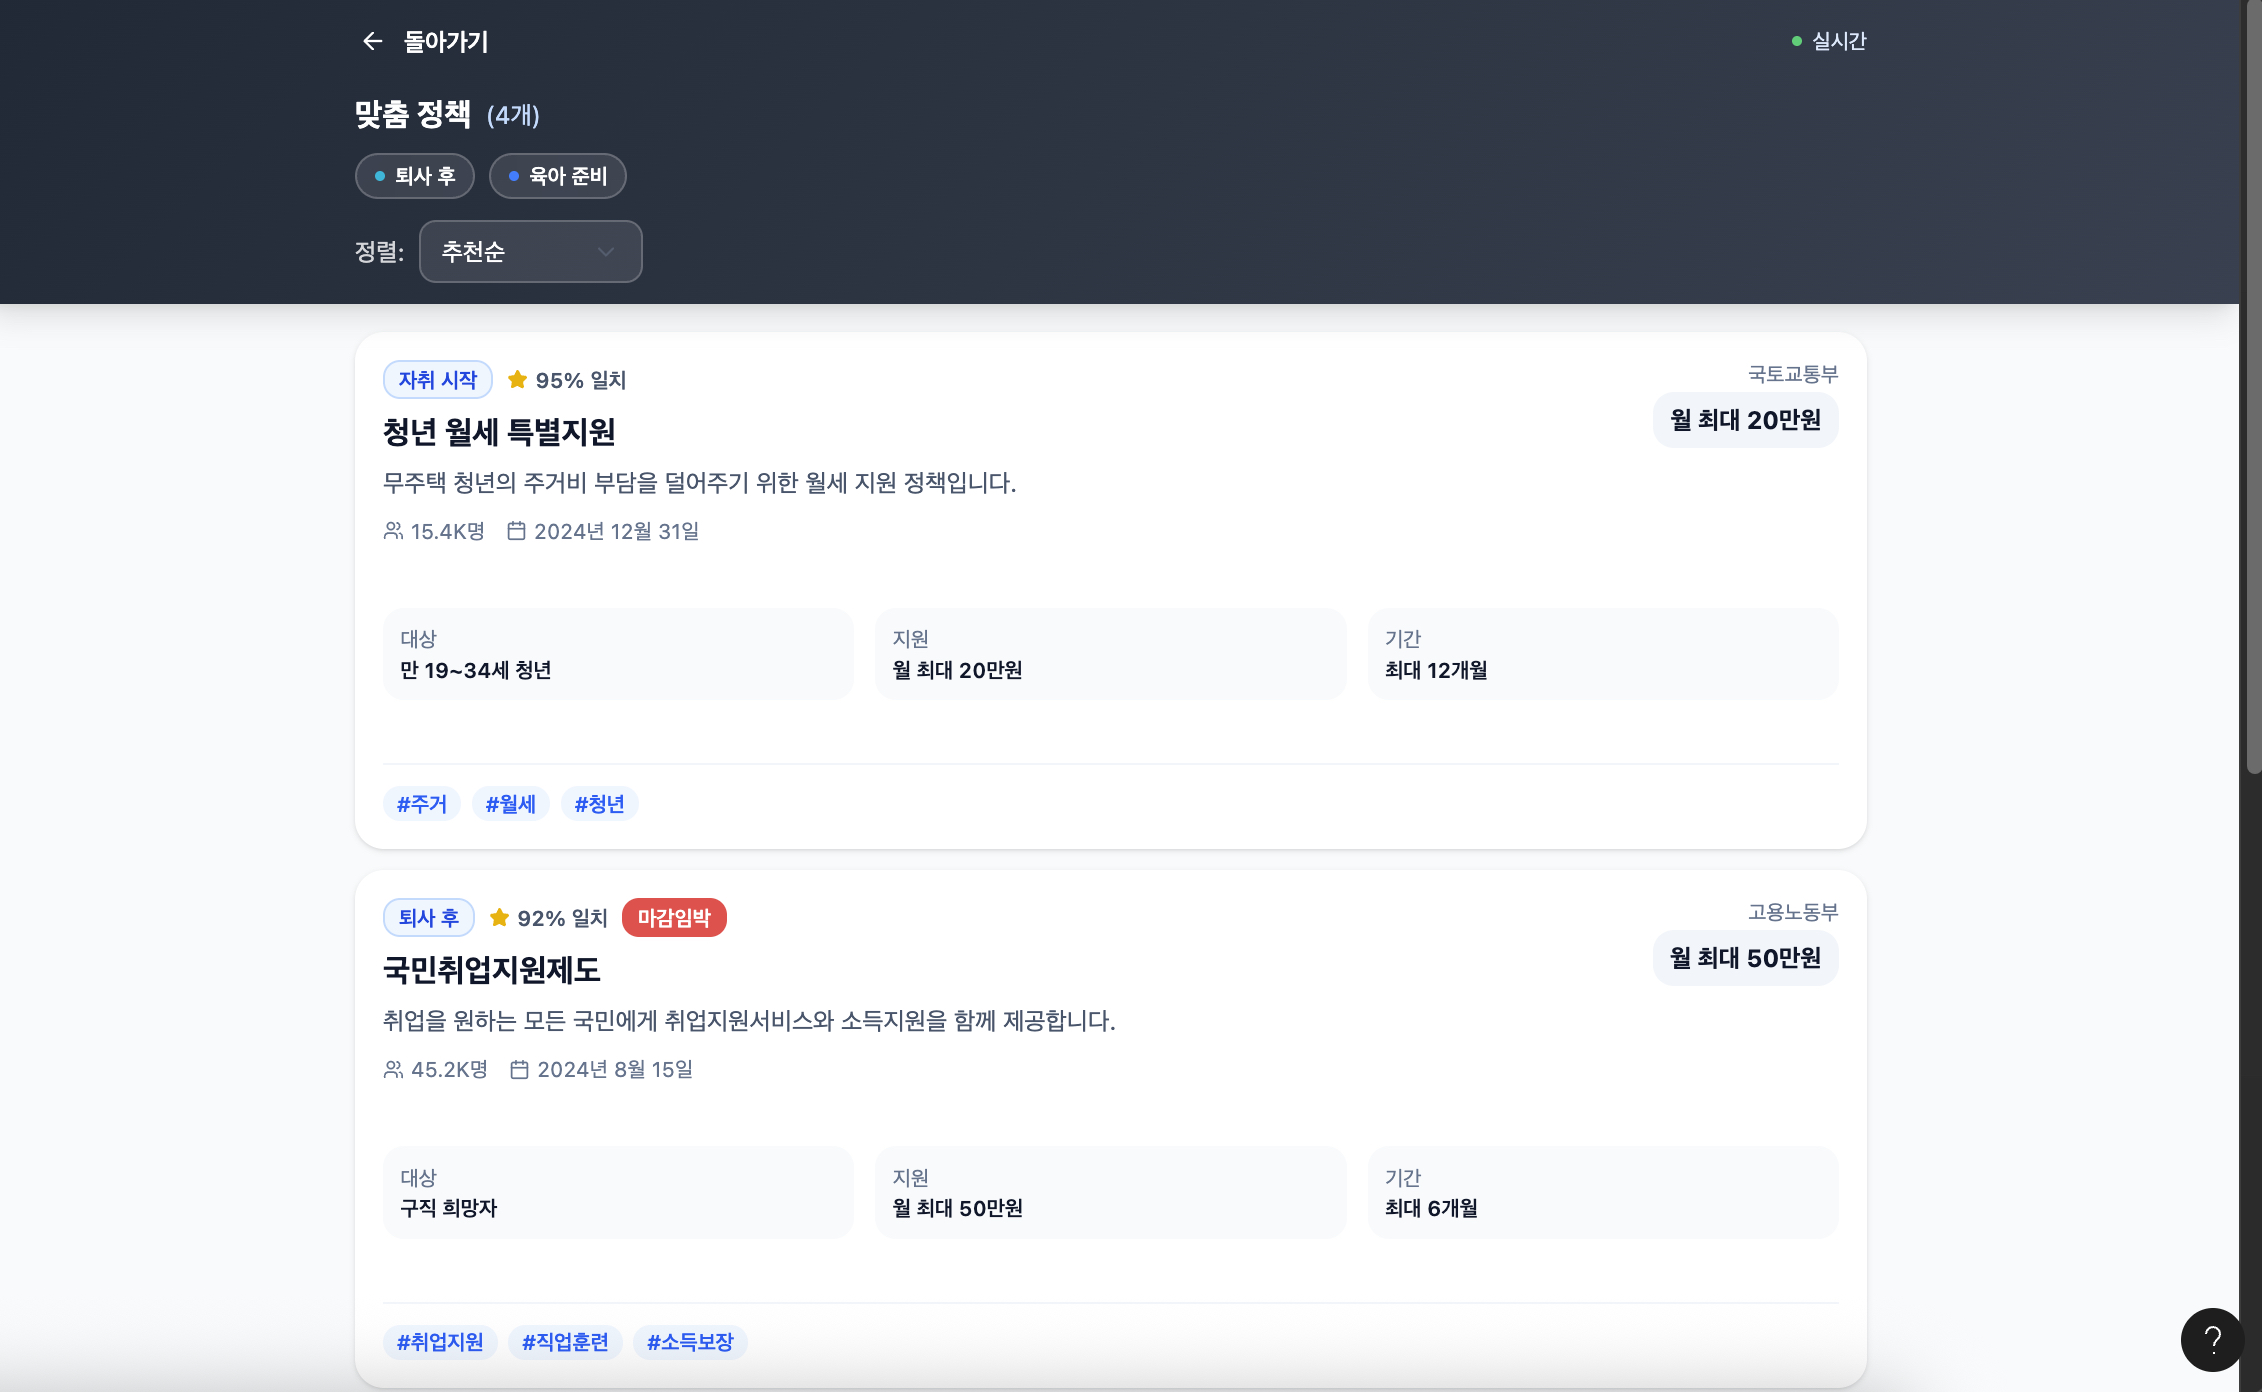 돌아가기
실시간
맞춤 정책 (4개)
퇴사 후 육아 준비
정렬: 추천순
자취 시작 95% 일치
국토교통부
청년 월세 특별지원
월 최대 20만원
무주택 청년의 주거비 부담을 덜어주기 위한 월세 지원 정책입니다.
15.4K명 2024년 12월 31일
대상
만 19~34세 청년
지원
월 최대 20만원
기간
최대 12개월
#주거 #월세 #청년
퇴사 후 92% 일치 마감임박
고용노동부
국민취업지원제도
월 최대 50만원
취업을 원하는 모든 국민에게 취업지원서비스와 소득지원을 함께 제공합니다.
45.2K명 2024년 8월 15일
대상
구직 희망자
지원
월 최대 50만원
기간
최대 6개월
#취업지원 #직업훈련 #소득보장
?